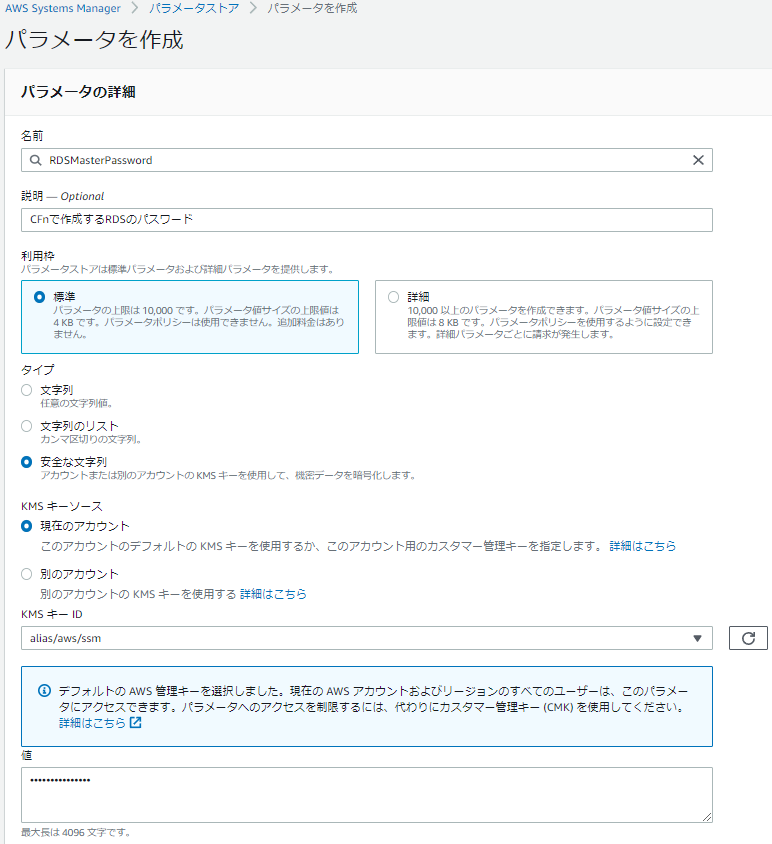 AWS Systems Manager > パラメータストア > パラメータを作成
パラメータを作成
パラメータの詳細
名前
RDSMasterPassword
説明 — Optional
CFnで作成するRDSのパスワード
利用枠
パラメータストアは標準パラメータおよび詳細パラメータを提供します。
標準
パラメータの上限は 10,000 です。パラメータ値サイズの上限値は
4 KB です。パラメータポリシーは使用できません。追加料金はあり
ません。
詳細
10,000 以上のパラメータを作成できます。パラメータ値サイズの上
限値は 8 KB です。パラメータポリシーを使用するように設定でき
ます。詳細パラメータごとに請求が発生します。
タイプ
文字列
任意の文字列値。
文字列のリスト
カンマ区切りの文字列。
安全な文字列
アカウントまたは別のアカウントの KMS キーを使用して、機密データを暗号化します。
KMS キーソース
現在のアカウント
このアカウントのデフォルトの KMS キーを使用するか、このアカウント用のカスタマー管理キーを指定します。 詳細はこちら
別のアカウント
別のアカウントの KMS キーを使用する 詳細はこちら
KMS キー ID
alias/aws/ssm
デフォルトの AWS 管理キーを選択しました。現在の AWS アカウントおよびリージョンのすべてのユーザーは、このパラメー
タにアクセスできます。パラメータへのアクセスを制限するには、代わりにカスタマー管理キー (CMK) を使用してください。
詳細はこちら
値
•••••••••••••••
最大長は 4096 文字です。